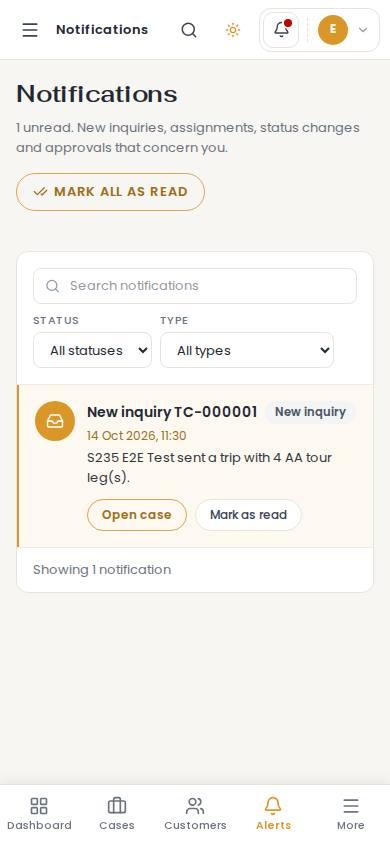 Notifications
E
Notifications
1 unread. New inquiries, assignments, status changes
and approvals that concern you.
MARK ALL AS READ
Search notifications
STATUS
TYPE
All statuses
All types
New inquiry TC-000001
New inquiry
14 Oct 2026, 11:30
S235 E2E Test sent a trip with 4 AA tour
leg(s).
Open case
Mark as read
Showing 1 notification
Dashboard
Cases
Customers
Alerts
More